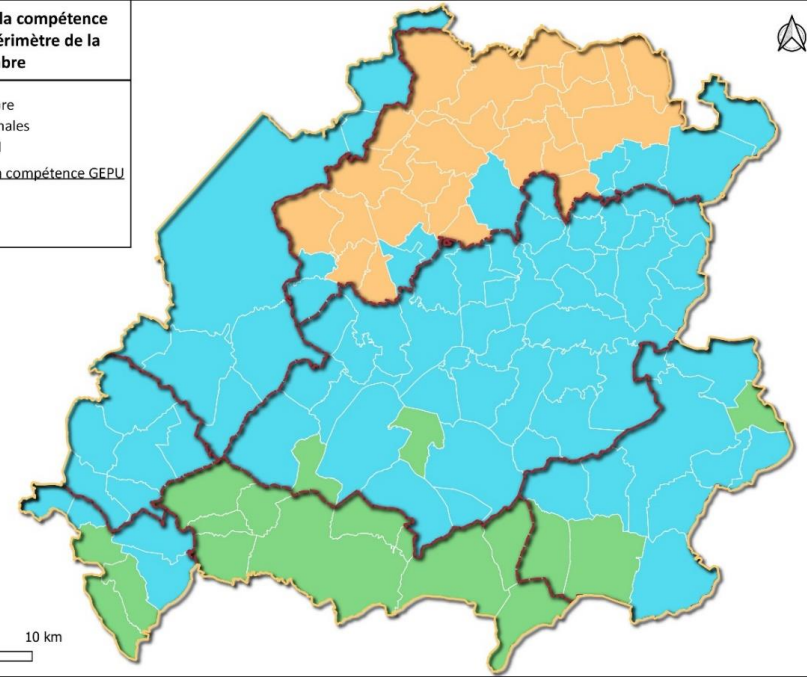 la compétence
érimètre de la
bre
re
nales
compétence GEPU
10 km